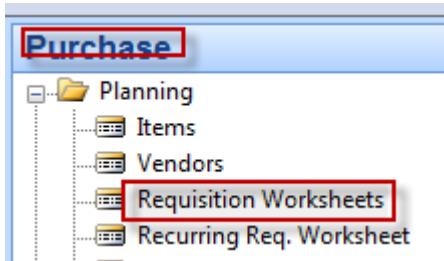 Purchase
Planning
Items
Vendors
Requisition Worksheets
Recurring Req. Worksheet